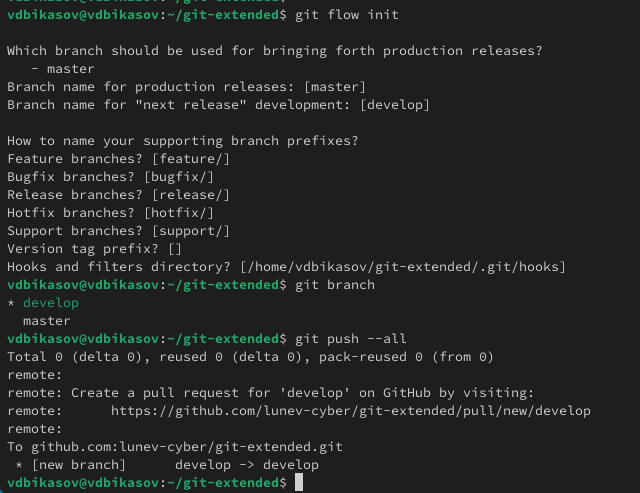 vdbikasov@vdbikasov:~/git-extended$ git flow init

Which branch should be used for bringing forth production releases?
   - master
Branch name for production releases: [master]
Branch name for "next release" development: [develop]

How to name your supporting branch prefixes?
Feature branches? [feature/]
Bugfix branches? [bugfix/]
Release branches? [release/]
Hotfix branches? [hotfix/]
Support branches? [support/]
Version tag prefix? []
Hooks and filters directory? [/home/vdbikasov/git-extended/.git/hooks]
vdbikasov@vdbikasov:~/git-extended$ git branch
* develop
  master
vdbikasov@vdbikasov:~/git-extended$ git push --all
Total 0 (delta 0), reused 0 (delta 0), pack-reused 0 (from 0)
remote:
remote: Create a pull request for 'develop' on GitHub by visiting:
remote:      https://github.com/lunev-cyber/git-extended/pull/new/develop
remote:
To github.com:lunev-cyber/git-extended.git
 * [new branch]      develop -> develop
vdbikasov@vdbikasov:~/git-extended$